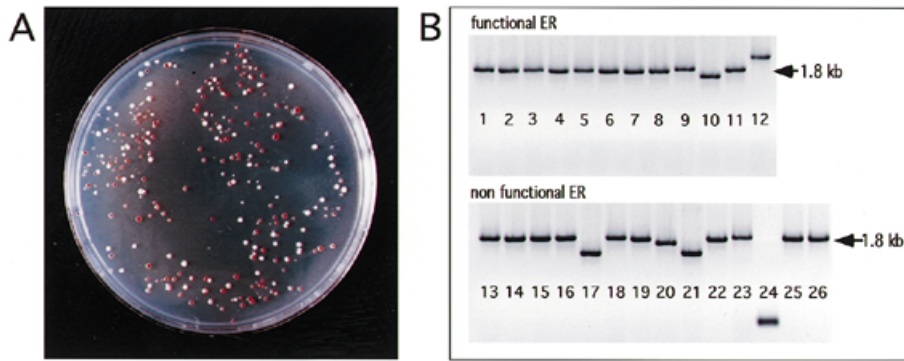 A
B
functional ER
1.8 kb
1 2 3 4 5 6 7 8 9 10 11 12
non functional ER
1.8 kb
13 14 15 16 17 18 19 20 21 22 23 24 25 26